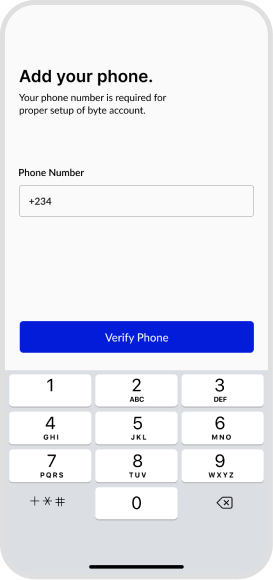 Add your phone.
Your phone number is required for
proper setup of byte account.
Phone Number
+234
Verify Phone
1 2 3
ABC DEF
4 5 6
GHI JKL MNO
7 8 9
PQRS TUV WXYZ
+*# 0